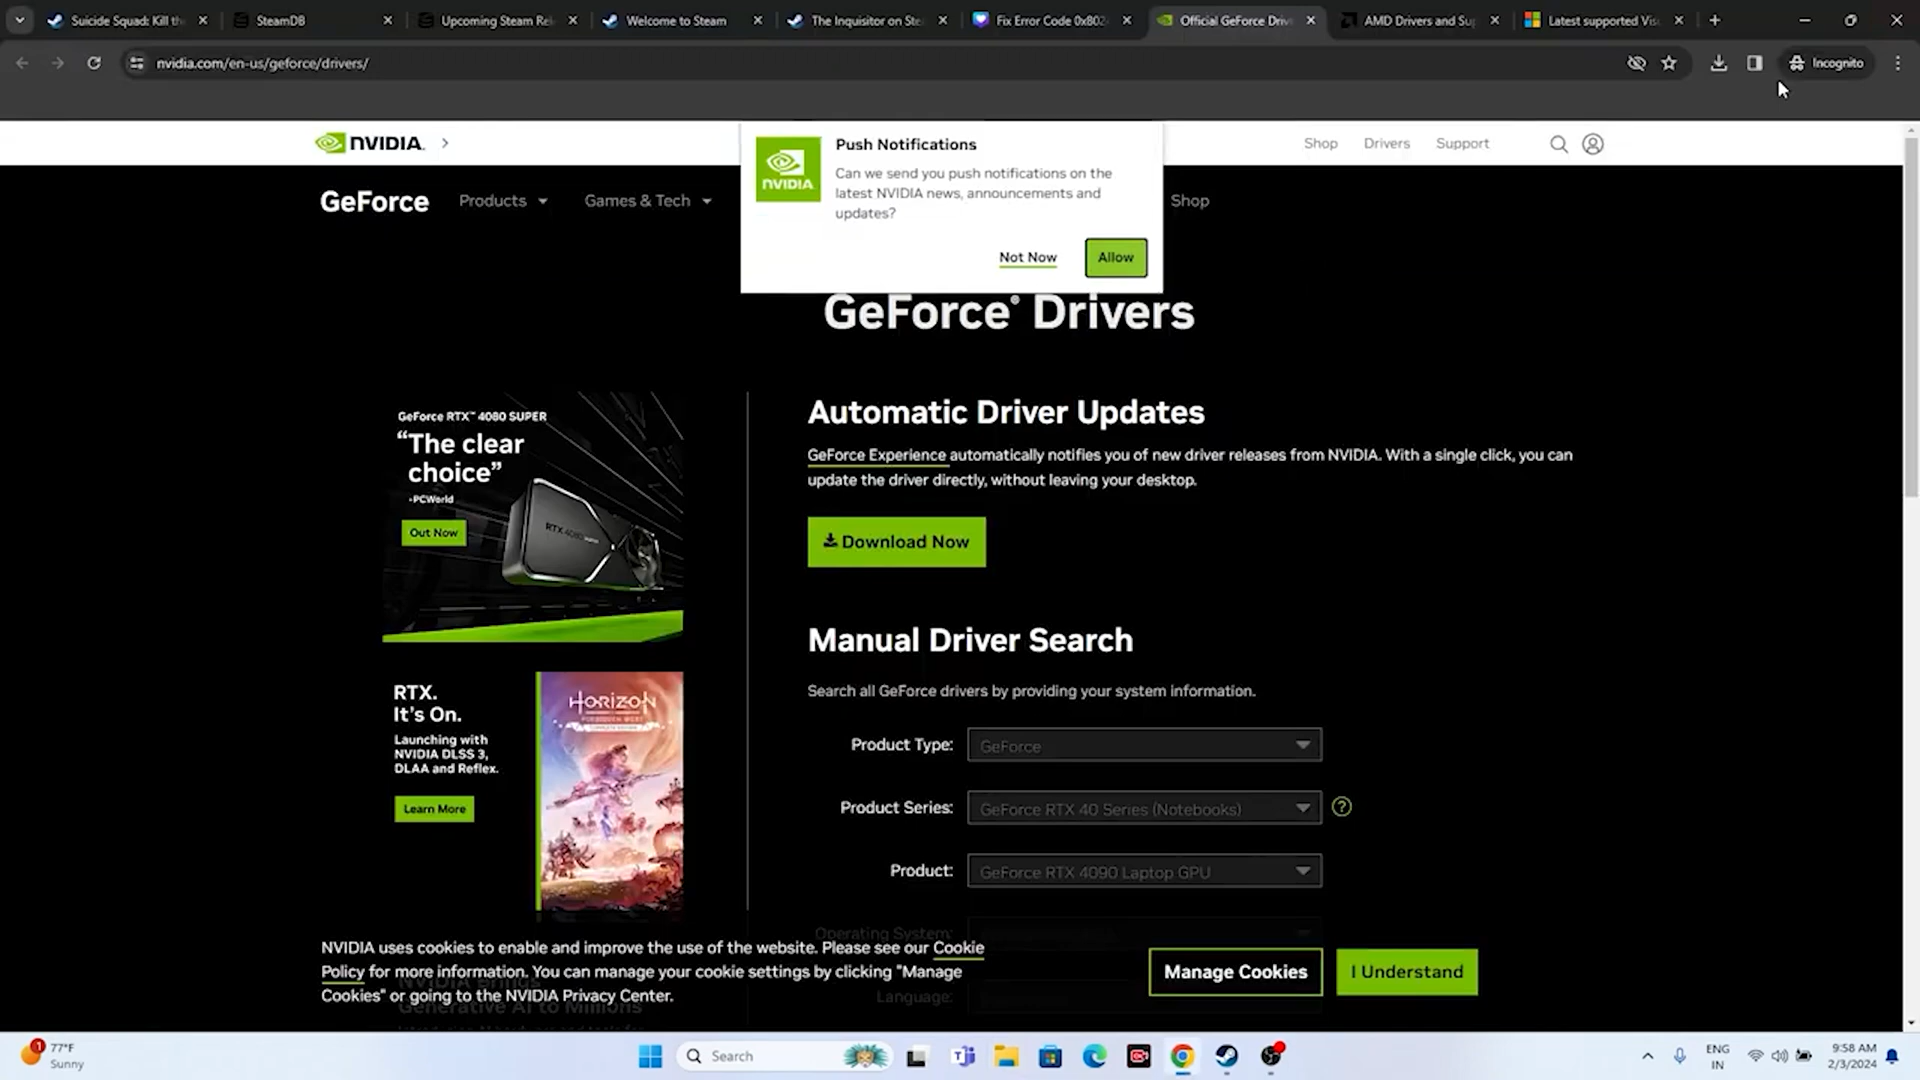 Suicide Squad: Kill the
SteamDB
Upcoming Steam Rel
Welcome to Steam
The Inquisitor on Ste
Fix Error Code 0x802
Official GeForce Driv
AMD Drivers and Sup
Latest supported Visu
nvidia.com/en-us/geforce/drivers/
Incognito
NVIDIA.
Shop
Drivers
Support
GeForce
Products
Games & Tech
Shop
NVIDIA
Push Notifications
Can we send you push notifications on the
latest NVIDIA news, announcements and
updates?
Not Now
Allow
GeForce® Drivers
GeForce RTX™ 4080 SUPER
“The clear
choice”
-PCWorld
Out Now
Automatic Driver Updates
GeForce Experience automatically notifies you of new driver releases from NVIDIA. With a single click, you can
update the driver directly, without leaving your desktop.
Download Now
Manual Driver Search
Search all GeForce drivers by providing your system information.
Product Type:
GeForce
Product Series:
GeForce RTX 40 Series (Notebooks)
?
Product:
GeForce RTX 4090 Laptop GPU
Operating System:
Language:
RTX.
It's On.
Launching with
NVIDIA DLSS 3,
DLAA and Reflex.
Learn More
HORIZON
FORBIDDEN WEST
NVIDIA uses cookies to enable and improve the use of the website. Please see our Cookie
Policy for more information. You can manage your cookie settings by clicking "Manage
Cookies" or going to the NVIDIA Privacy Center.
Manage Cookies
I Understand
NVIDIA Brings
Generative AI to Millions
1
77°F
Sunny
Search
ENG
IN
9:58 AM
2/3/2024